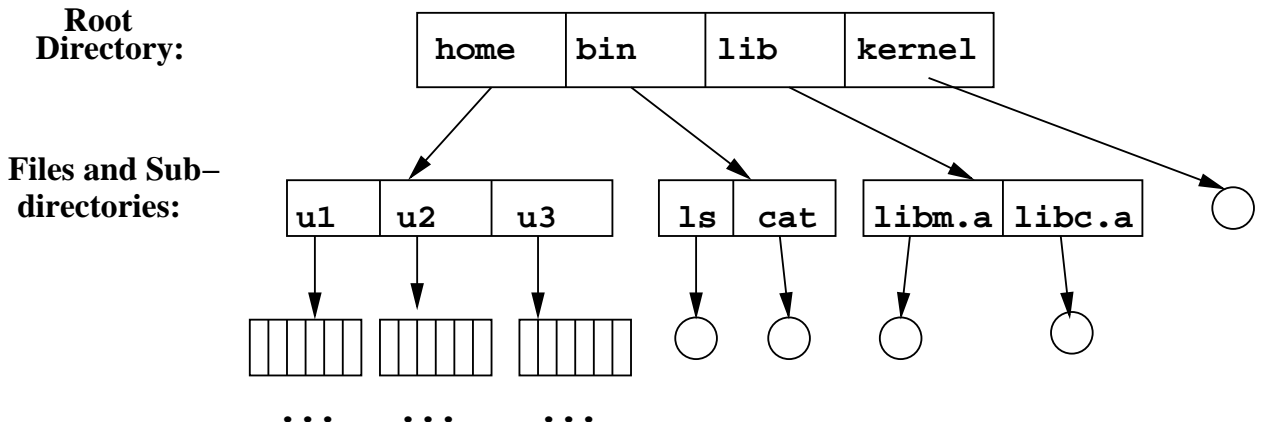 Root
Directory:
home bin lib kernel
Files and Sub−
directories:
u1 u2 u3 ls cat libm.a libc.a
... ... ...